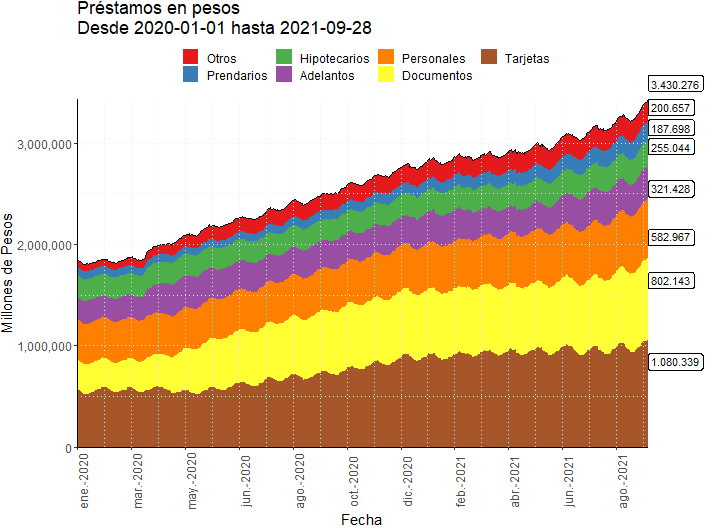 Préstamos en pesos
Desde 2020-01-01 hasta 2021-09-28
Otros Hipotecarios Personales Tarjetas
Prendarios Adelantos Documentos
3.430.276
200.657
187.698
255.044
321.428
582.967
802.143
1.080.339
3,000,000
2,000,000
1,000,000
0
Millones de Pesos
ene.-2020 mar.-2020 may.-2020 jun.-2020 ago.-2020 oct.-2020 dic.-2020 feb.-2021 abr.-2021 jun.-2021 ago.-2021
Fecha